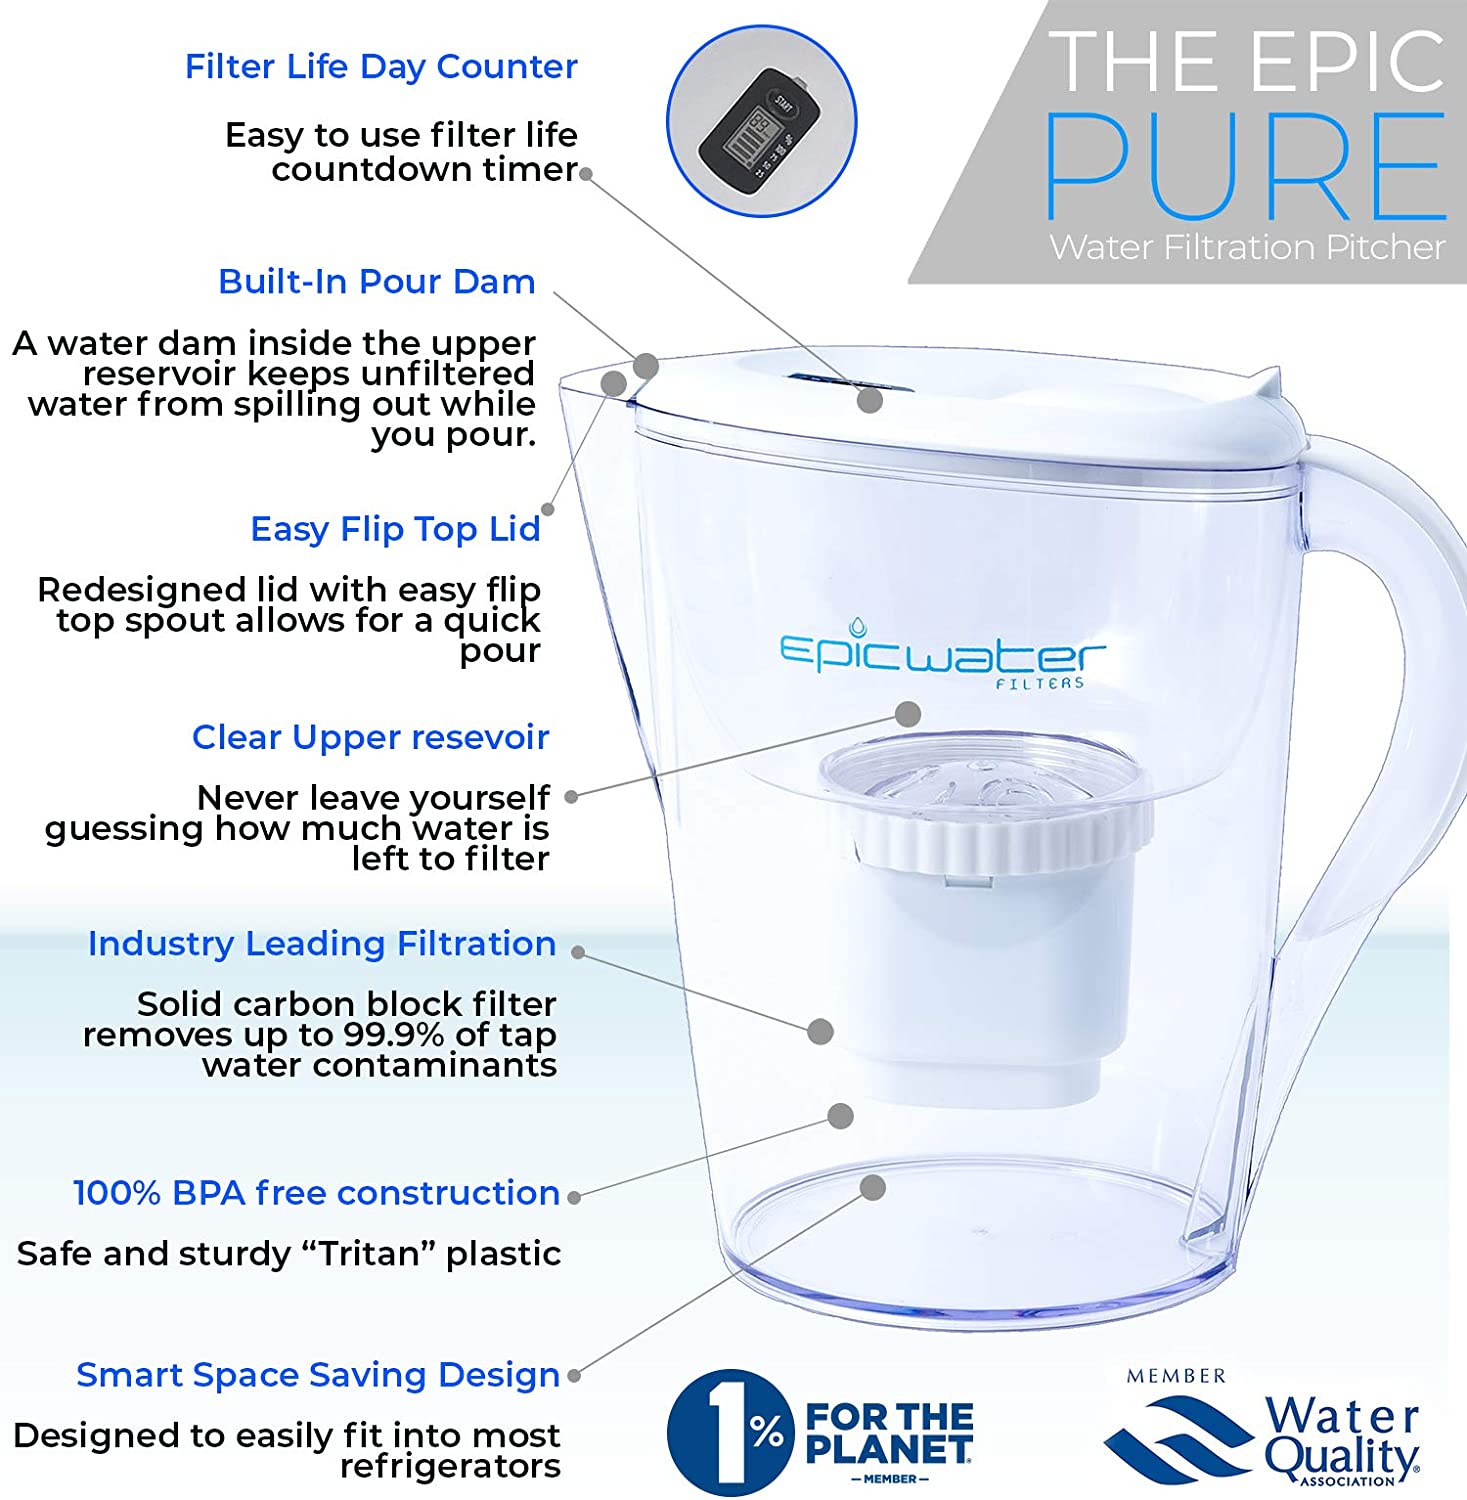 Filter Life Day Counter
Easy to use filter life
countdown timer
START
89
%
100
75
50
25
THE EPIC
PURE
Water Filtration Pitcher
Built-In Pour Dam
A water dam inside the upper
reservoir keeps unfiltered
water from spilling out while
you pour.
Easy Flip Top Lid
Redesigned lid with easy flip
top spout allows for a quick
pour
Epicwater
FILTERS
Clear Upper resevoir
Never leave yourself
guessing how much water is
left to filter
Industry Leading Filtration
Solid carbon block filter
removes up to 99.9% of tap
water contaminants
100% BPA free construction
Safe and sturdy “Tritan” plastic
Smart Space Saving Design
Designed to easily fit into most
refrigerators
1%
FOR THE
PLANET®
–MEMBER–
MEMBER
Water
Quality®
ASSOCIATION